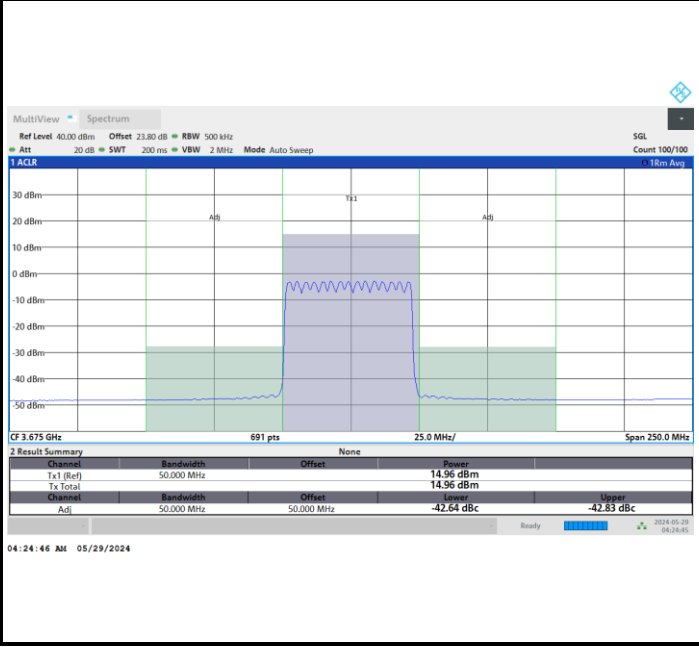 MultiView Spectrum
Ref Level 40.00 dBm Offset 23.80 dB RBW 500 kHz SGL
Att 20 dB SWT 200 ms VBW 2 MHz Mode Auto Sweep Count 100/100
1 ACLR 1Rm Avg
30 dBm
Tx1
20 dBm Adj Adj
10 dBm
0 dBm
-10 dBm
-20 dBm
-30 dBm
-40 dBm
-50 dBm
CF 3.675 GHz 691 pts 25.0 MHz/ Span 250.0 MHz
2 Result Summary None
Channel Bandwidth Offset Power
Tx1 (Ref) 50.000 MHz 14.96 dBm
Tx Total 14.96 dBm
Channel Bandwidth Offset Lower Upper
Adj 50.000 MHz 50.000 MHz -42.64 dBc -42.83 dBc
Ready 2024-05-29
04:24:45
04:24:46 AM 05/29/2024